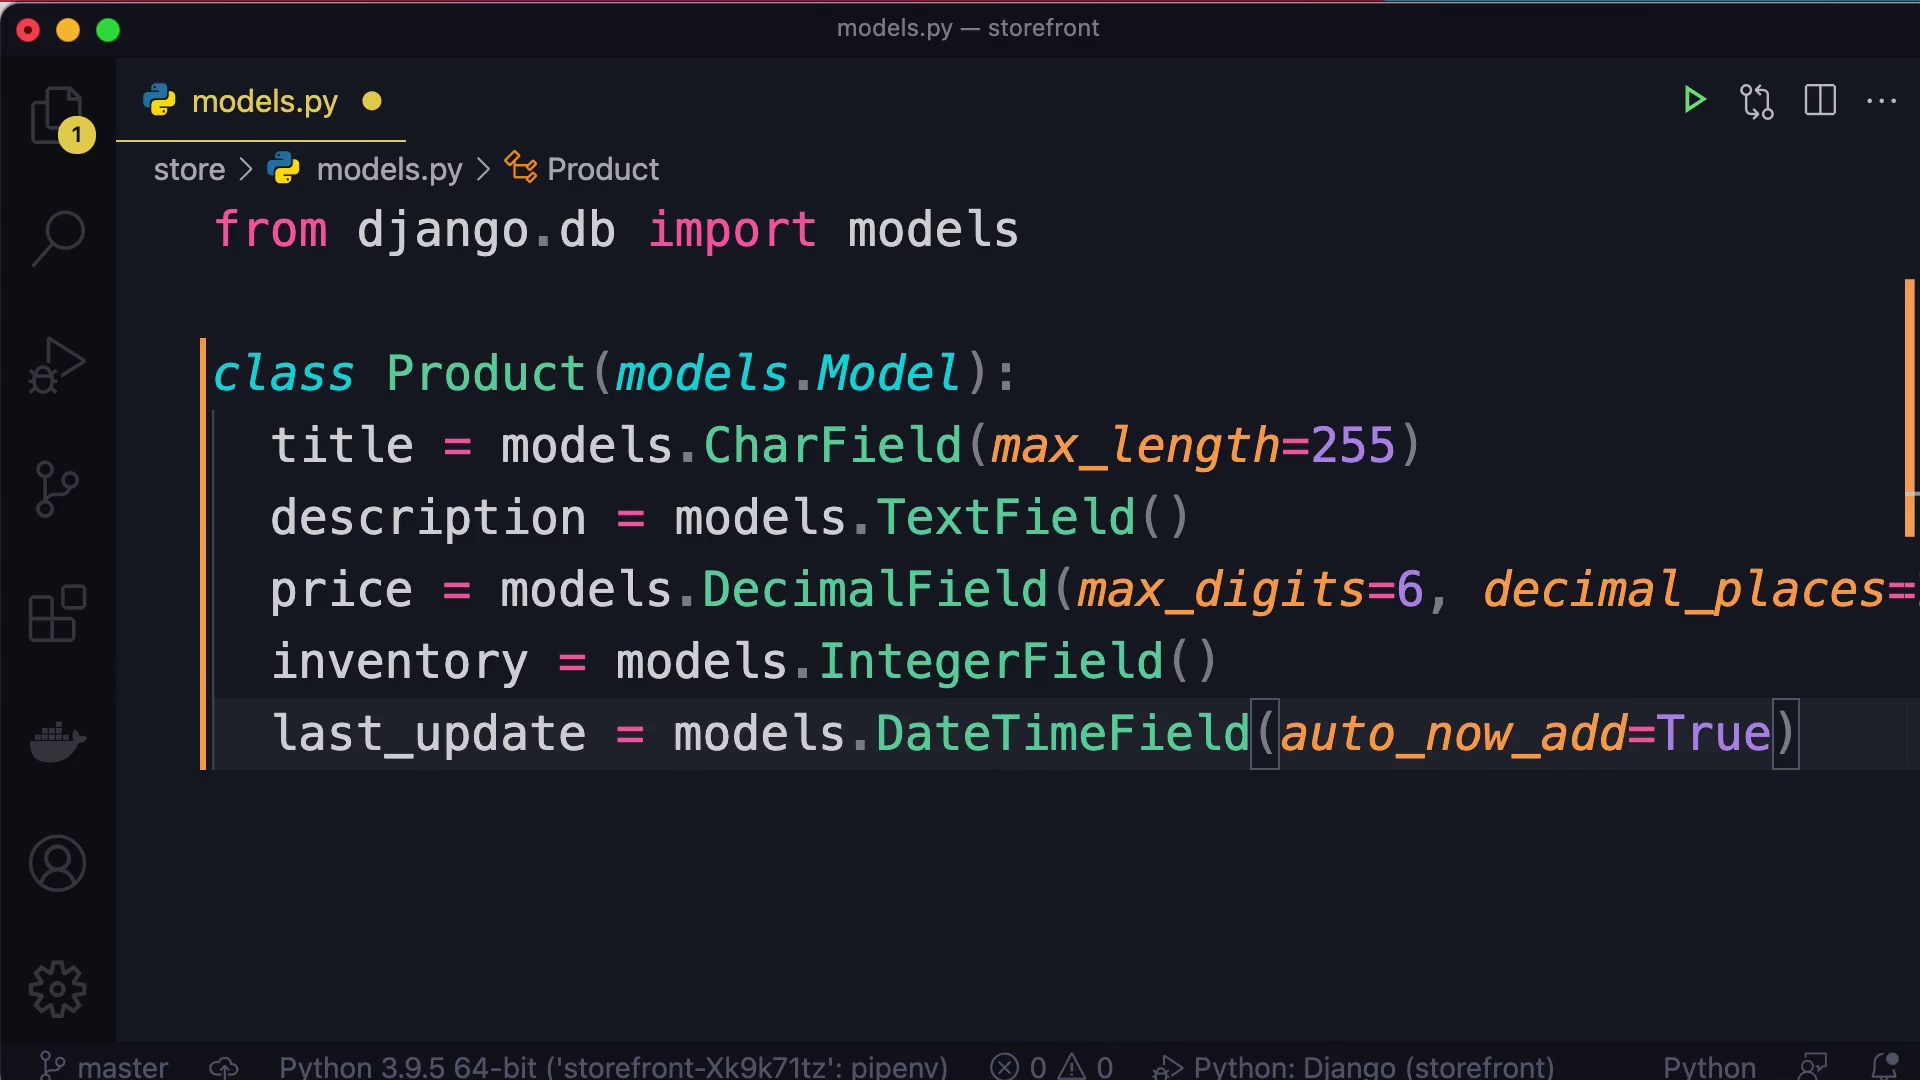 models.py — storefront
models.py
1
store > models.py > Product
from django.db import models
class Product(models.Model):
title = models.CharField(max_length=255)
description = models.TextField()
price = models.DecimalField(max_digits=6, decimal_places=
inventory = models.IntegerField()
last_update = models.DateTimeField(auto_now_add=True)
master Python 3.9.5 64-bit ('storefront-Xk9k71tz': pipenv) 0 0 Python: Django (storefront) Python